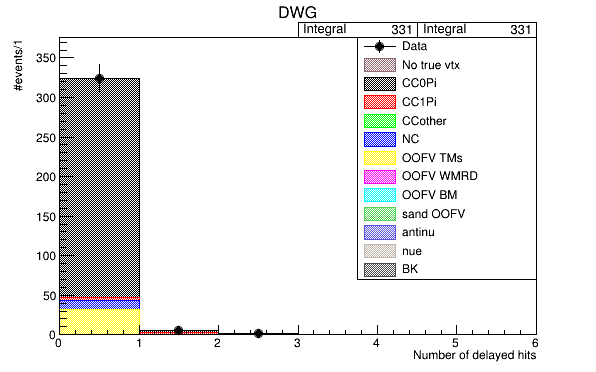 DWG
Integral 331 Integral 331
#events/1
350
300
250
200
150
100
50
0
Data
No true vtx
CC0Pi
CC1Pi
CCother
NC
OOFV TMs
OOFV WMRD
OOFV BM
sand OOFV
antinu
nue
BK
0 1 2 3 4 5 6
Number of delayed hits